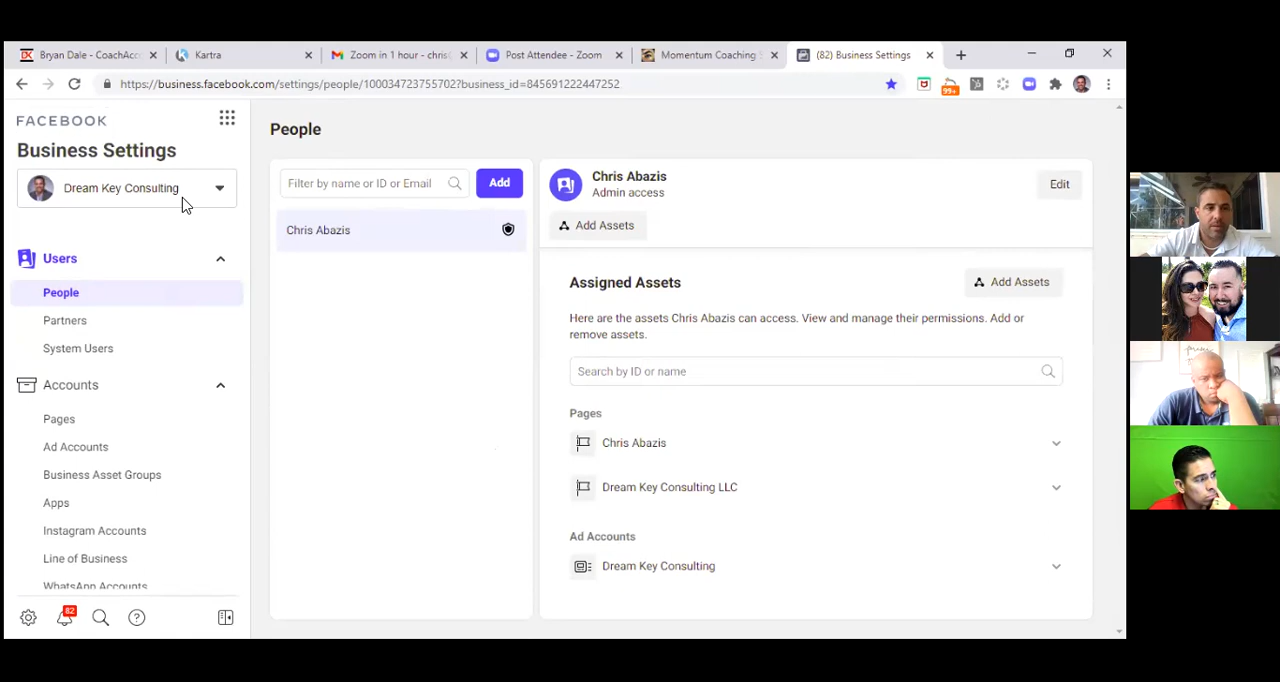 Bryan Dale - CoachAcc
Kartra
Zoom in 1 hour - chris
Post Attendee - Zoom
Momentum Coaching S
(82) Business Settings
https://business.facebook.com/settings/people/100034723755702?business_id=845691222447252
99+
FACEBOOK
Business Settings
Dream Key Consulting
Users
People
Partners
System Users
Accounts
Pages
Ad Accounts
Business Asset Groups
Apps
Instagram Accounts
Line of Business
WhatsApp Accounts
82
People
Filter by name or ID or Email
Add
Chris Abazis
Chris Abazis
Admin access
Edit
Add Assets
Assigned Assets
Add Assets
Here are the assets Chris Abazis can access. View and manage their permissions. Add or
remove assets.
Search by ID or name
Pages
Chris Abazis
Dream Key Consulting LLC
Ad Accounts
Dream Key Consulting